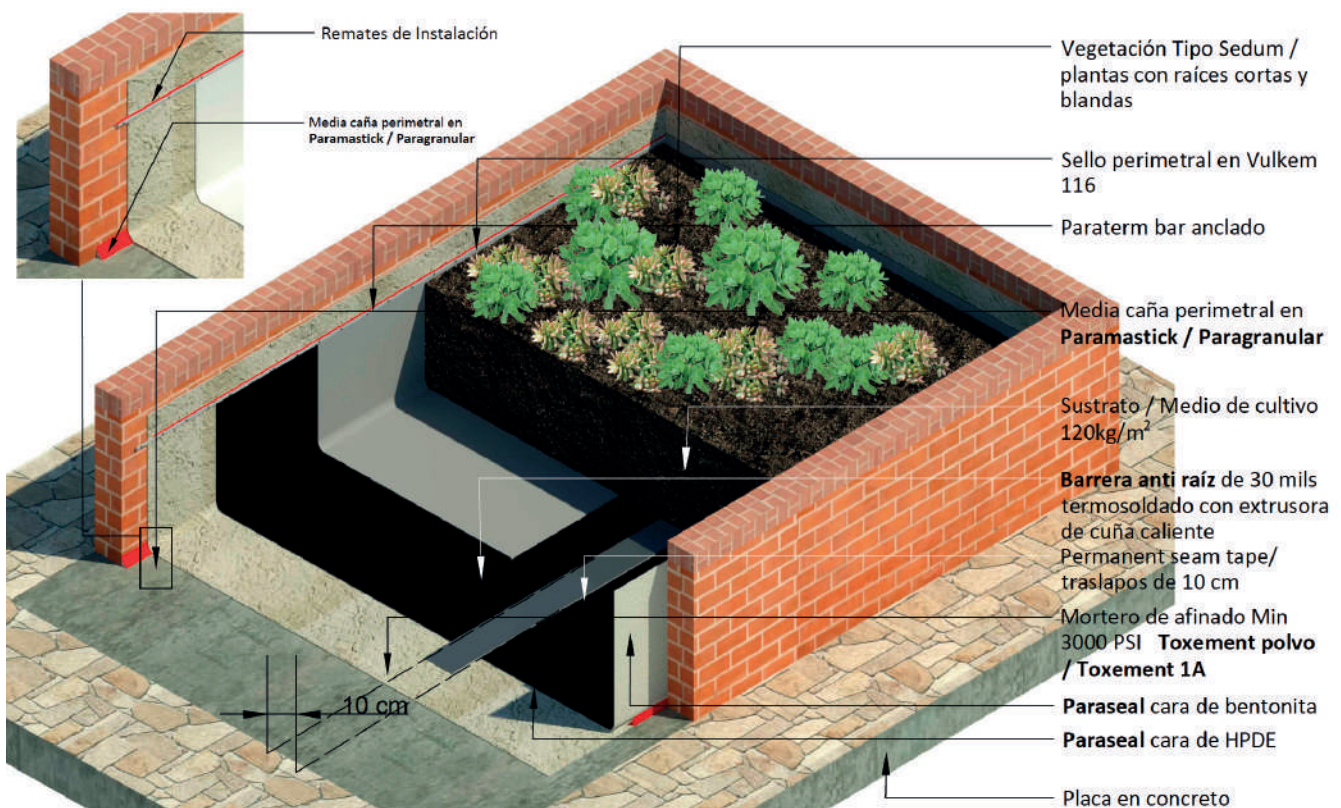 Remates de Instalación
Media caña perimetral en
Paramastick / Paragranular
Vegetación Tipo Sedum /
plantas con raíces cortas y
blandas
Sello perimetral en Vulkem
116
Paraterm bar anclado
Media caña perimetral en
Paramastick / Paragranular
Sustrato / Medio de cultivo
120kg/m²
Barrera anti raíz de 30 mils
termosoldado con extrusora
de cuña caliente
Permanent seam tape/
traslapos de 10 cm
Mortero de afinado Min
3000 PSI Toxement polvo
/ Toxement 1A
10 cm
Paraseal cara de bentonita
Paraseal cara de HPDE
Placa en concreto